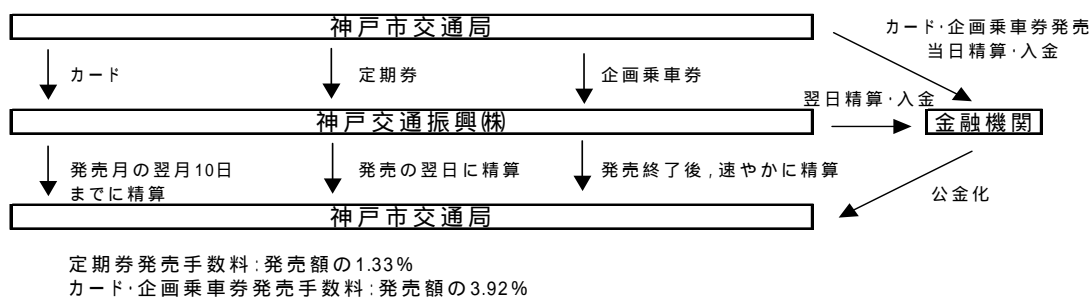 神戸市交通局
カード・企画乗車券発売
当日精算・入金
カード
定期券
企画乗車券
翌日精算・入金
神戸交通振興㈱
金融機関
発売月の翌月10日
までに精算
発売の翌日に精算
発売終了後,速やかに精算
公金化
神戸市交通局
定期券発売手数料:発売額の1.33%
カード・企画乗車券発売手数料:発売額の3.92%